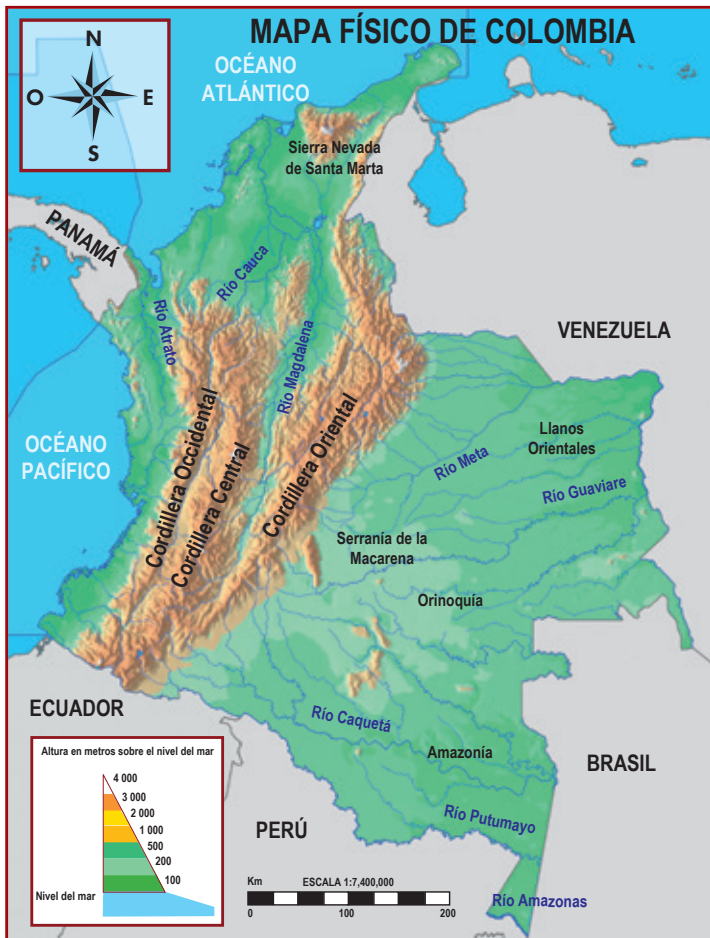 MAPA FÍSICO DE COLOMBIA
N
O
E
S
OCÉANO
ATLÁNTICO
Sierra Nevada
de Santa Marta
PANAMÁ
Río Cauca
Río Atrato
Río Magdalena
VENEZUELA
OCÉANO
PACÍFICO
Cordillera Occidental
Cordillera Central
Cordillera Oriental
Llanos
Orientales
Río Meta
Río Guaviare
Serranía de la
Macarena
Orinoquía
ECUADOR
Río Caquetá
Amazonía
BRASIL
Río Putumayo
PERÚ
Río Amazonas
Altura en metros sobre el nivel del mar
4 000
3 000
2 000
1 000
500
200
100
Nivel del mar
Km
ESCALA 1:7,400,000
0 100 200